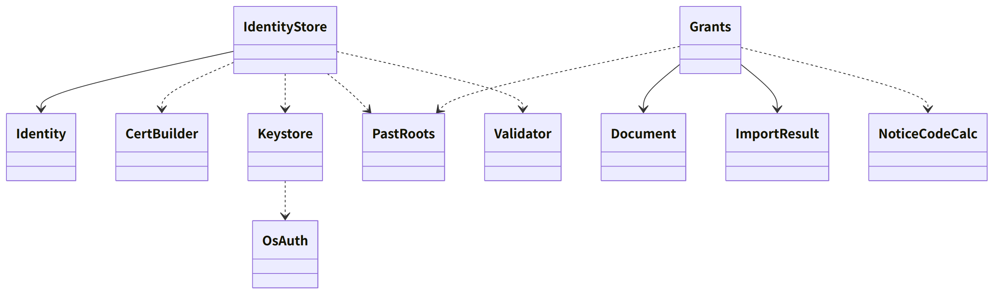 IdentityStore
Grants
Identity
CertBuilder
Keystore
PastRoots
Validator
Document
ImportResult
NoticeCodeCalc
OsAuth